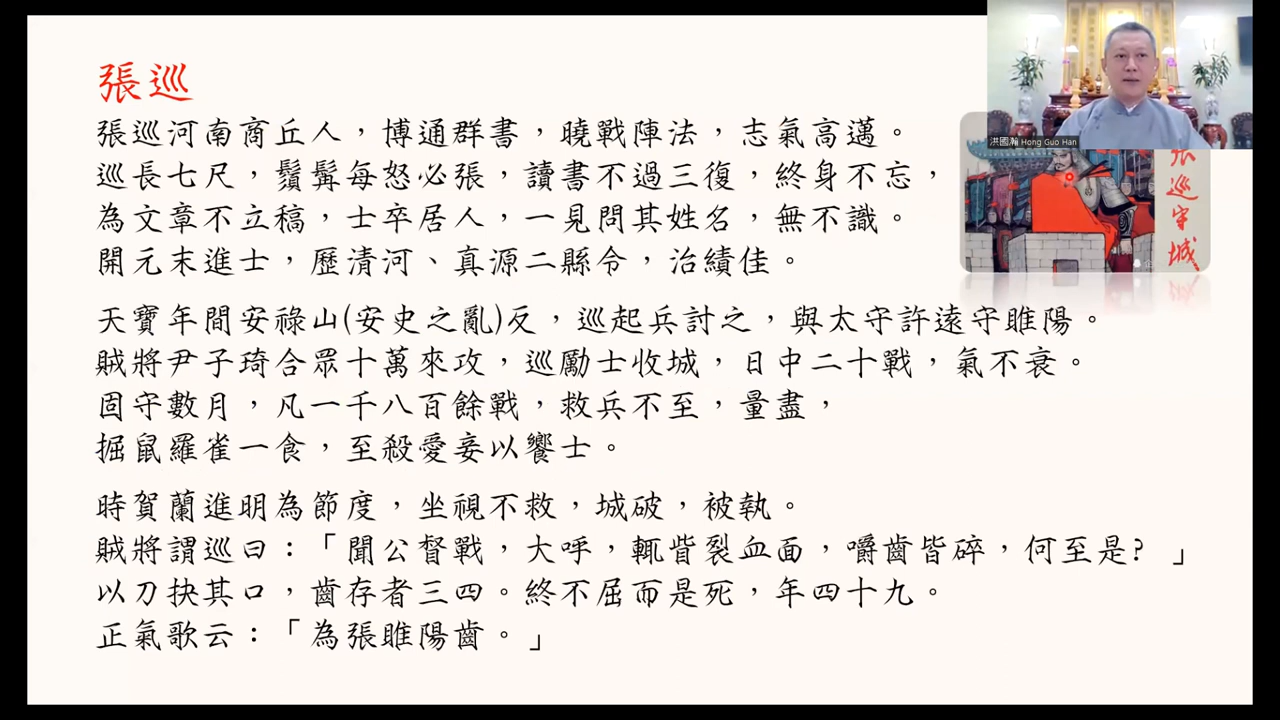 張巡
張巡河南商丘人，博通群書，曉戰陣法，志氣高邁。
巡長七尺，鬚髯每怒必張，讀書不過三復，終身不忘，
為文章不立稿，士卒居人，一見問其姓名，無不識。
開元末進士，歷清河、真源二縣令，治績佳。
天寶年間安祿山(安史之亂)反，巡起兵討之，與太守許遠守睢陽。
賊將尹子琦合眾十萬來攻，巡勵士收城，日中二十戰，氣不衰。
固守數月，凡一千八百餘戰，救兵不至，量盡，
掘鼠羅雀一食，至殺愛妾以饗士。
時賀蘭進明為節度，坐視不救，城破，被執。
賊將謂巡曰：「聞公督戰，大呼，輒眥裂血面，嚼齒皆碎，何至是？」
以刀抉其口，齒存者三四。終不屈而是死，年四十九。
正氣歌云：「為張睢陽齒。」
洪國瀚 Hong Guo Han
張巡守城